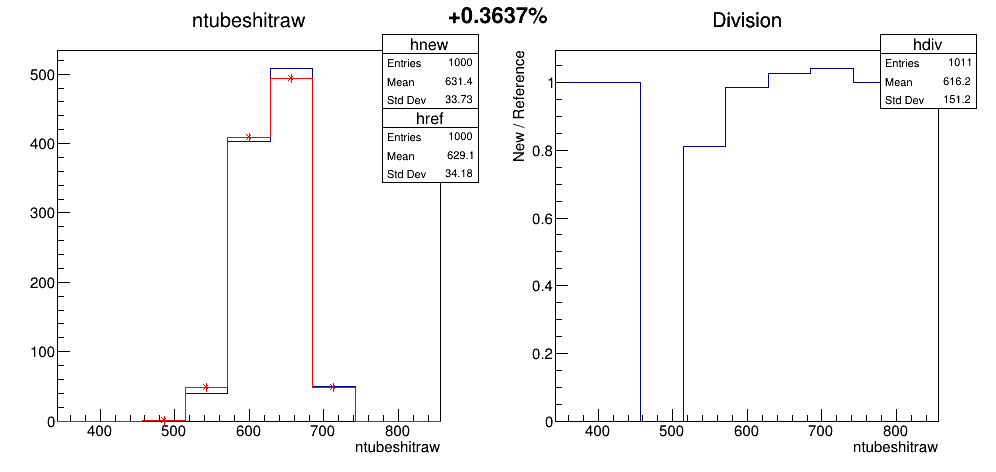 +0.3637%
ntubeshitraw
hnew
Entries 1000
Mean 631.4
Std Dev 33.73
href
Entries 1000
Mean 629.1
Std Dev 34.18
500
400
300
200
100
0
400 500 600 700 800
ntubeshitraw
Division
hdiv
Entries 1011
Mean 616.2
Std Dev 151.2
New / Reference
1
0.8
0.6
0.4
0.2
0
400 500 600 700 800
ntubeshitraw